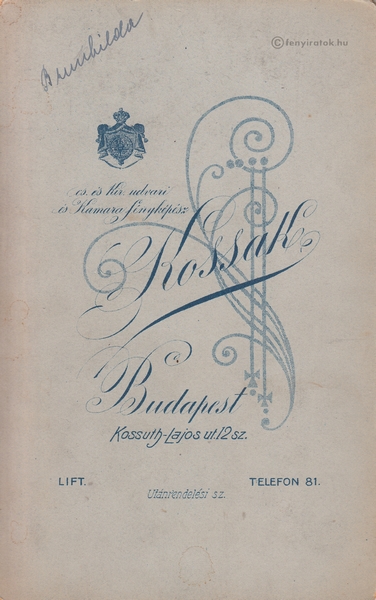 Brunhilda
©fenyiratok.hu
cs. és Kir. udvari
és Kamara fényképész
Kossak
Budapest
Kossuth-Lajos ut. 12 sz.
LIFT. TELEFON 81.
Utánrendelési sz.